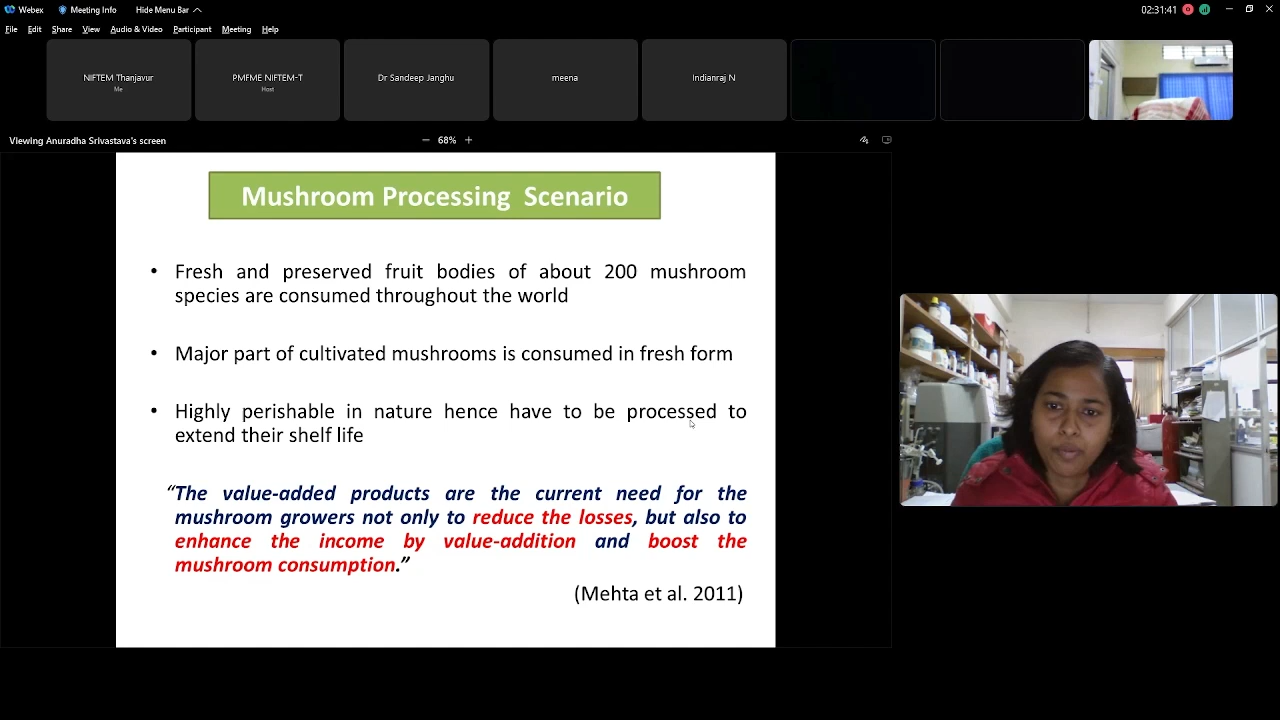 Webex Meeting Info Hide Menu Bar 02:31:41
File Edit Share View Audio & Video Participant Meeting Help
NIFTEM Thanjavur
Me
PMFME NIFTEM-T
Host
Dr Sandeep Janghu
meena
Indianraj N
Viewing Anuradha Srivastava's screen
− 68% +
Mushroom Processing Scenario
• Fresh and preserved fruit bodies of about 200 mushroom
species are consumed throughout the world
• Major part of cultivated mushrooms is consumed in fresh form
• Highly perishable in nature hence have to be processed to
extend their shelf life
“The value-added products are the current need for the
mushroom growers not only to reduce the losses, but also to
enhance the income by value-addition and boost the
mushroom consumption.”
(Mehta et al. 2011)